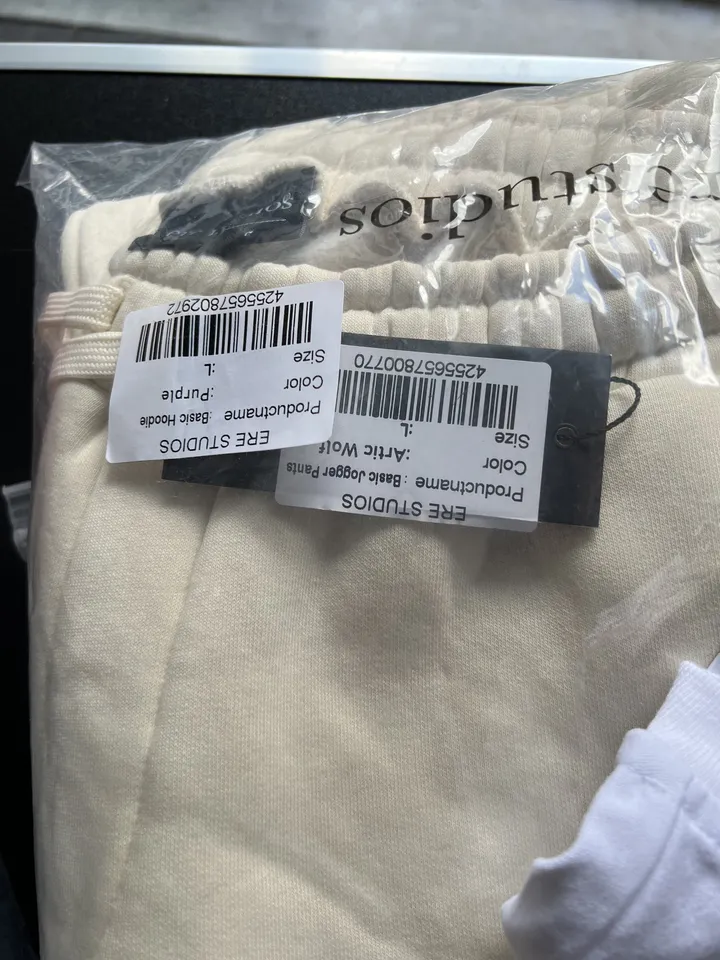 ERE STUDIOS
Productname : Basic Jogger Pants
Color :Artic Wolf
Size :L
4255657800770
ERE STUDIOS
Productname :Basic Hoodie
Color :Purple
Size :L
4255657802972
re studios